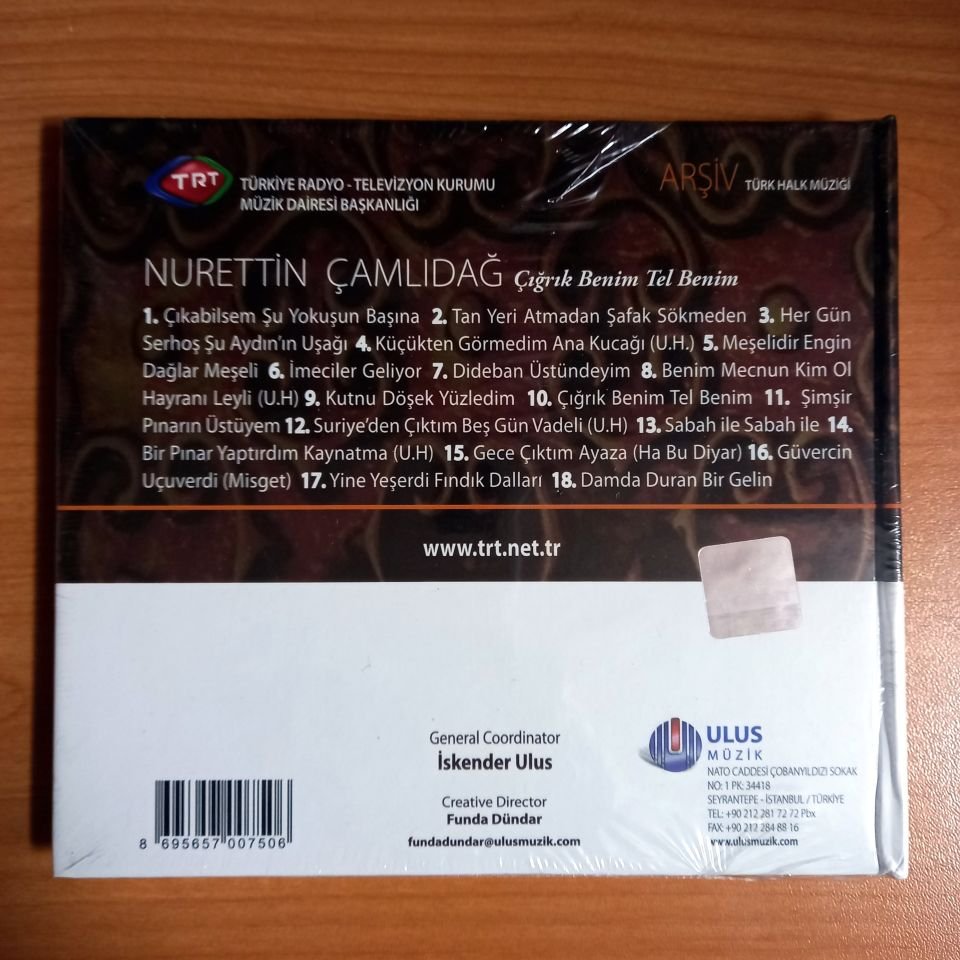 TRT
TÜRKİYE RADYO - TELEVİZYON KURUMU
MÜZİK DAİRESİ BAŞKANLIĞI
ARŞİV TÜRK HALK MÜZİĞİ
NURETTİN ÇAMLIDAĞ Çığrık Benim Tel Benim
1. Çıkabilsem Şu Yokuşun Başına 2. Tan Yeri Atmadan Şafak Sökmeden 3. Her Gün
Serhoş Şu Aydın'ın Uşağı 4. Küçükten Görmedim Ana Kucağı (U.H.) 5. Meşelidir Engin
Dağlar Meşeli 6. İmeciler Geliyor 7. Dideban Üstündeyim 8. Benim Mecnun Kim Ol
Hayranı Leyli (U.H) 9. Kutnu Döşek Yüzledim 10. Çığrık Benim Tel Benim 11. Şimşir
Pınarın Üstüyem 12. Suriye'den Çıktım Beş Gün Vadeli (U.H) 13. Sabah ile Sabah ile 14.
Bir Pınar Yaptırdım Kaynatma (U.H) 15. Gece Çıktım Ayaza (Ha Bu Diyar) 16. Güvercin
Uçuverdi (Misget) 17. Yine Yeşerdi Fındık Dalları 18. Damda Duran Bir Gelin
www.trt.net.tr
General Coordinator
İskender Ulus
Creative Director
Funda Dündar
fundadundar@ulusmuzik.com
8 695657 007506
ULUS
MÜZİK
NATO CADDESİ ÇOBANYILDIZI SOKAK
NO: 1 PK: 34418
SEYRANTEPE - İSTANBUL / TÜRKİYE
TEL: +90 212 281 72 72 Pbx
FAX: +90 212 284 88 16
www.ulusmuzik.com